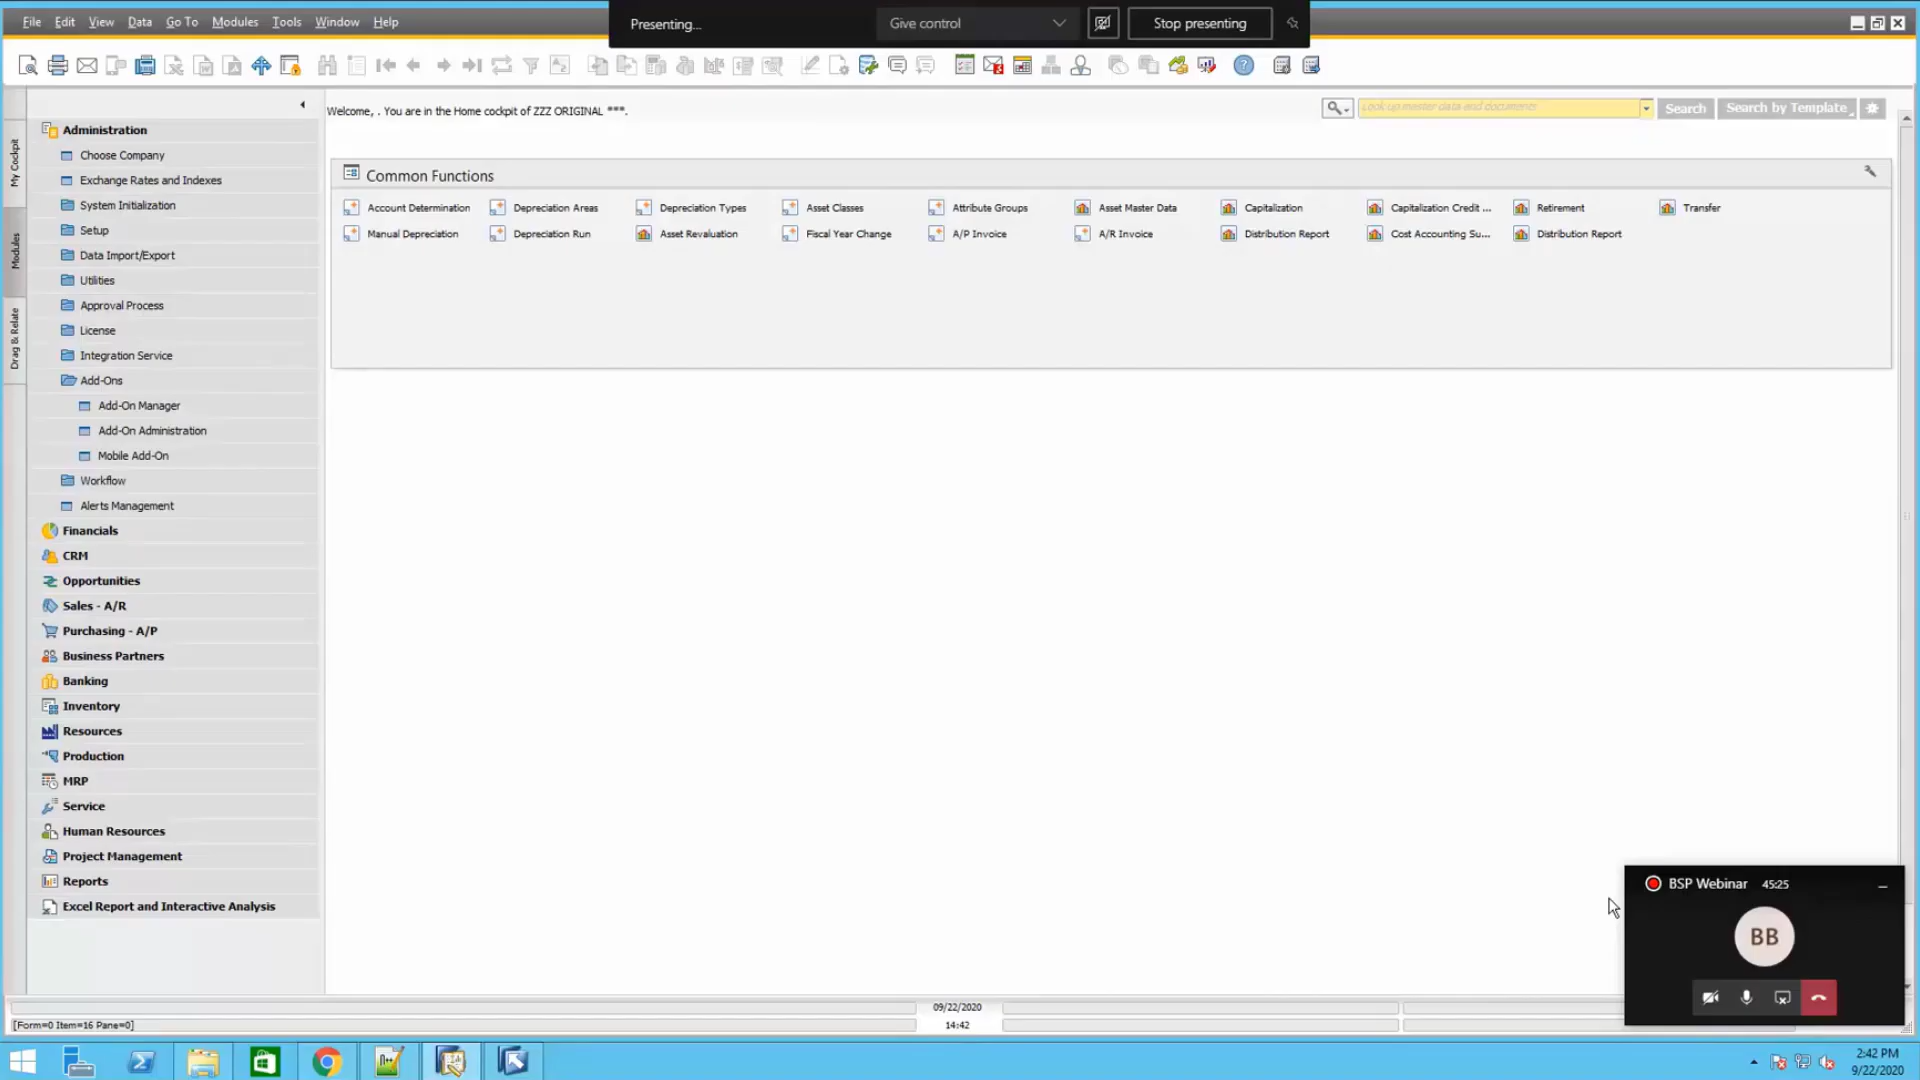 File Edit View Data Go To Modules Tools Window Help
Presenting... Give control Stop presenting
Welcome, . You are in the Home cockpit of ZZZ ORIGINAL ***.
Look up master data and documents Search Search by Template
My Cockpit
Modules
Drag & Relate
Administration
Choose Company
Exchange Rates and Indexes
System Initialization
Setup
Data Import/Export
Utilities
Approval Process
License
Integration Service
Add-Ons
Add-On Manager
Add-On Administration
Mobile Add-On
Workflow
Alerts Management
Financials
CRM
Opportunities
Sales - A/R
Purchasing - A/P
Business Partners
Banking
Inventory
Resources
Production
MRP
Service
Human Resources
Project Management
Reports
Excel Report and Interactive Analysis
Common Functions
Account Determination Depreciation Areas Depreciation Types Asset Classes Attribute Groups Asset Master Data Capitalization Capitalization Credit ... Retirement Transfer
Manual Depreciation Depreciation Run Asset Revaluation Fiscal Year Change A/P Invoice A/R Invoice Distribution Report Cost Accounting Su... Distribution Report
BSP Webinar 45:25
BB
09/22/2020
[Form=0 Item=16 Pane=0] 14:42
2:42 PM
9/22/2020